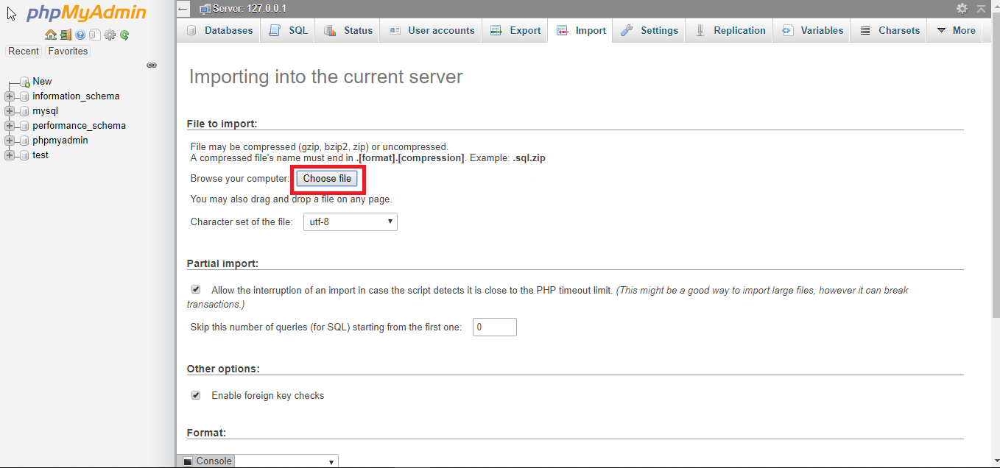 phpMyAdmin
Recent Favorites
New
information_schema
mysql
performance_schema
phpmyadmin
test
Server: 127.0.0.1
Databases SQL Status User accounts Export Import Settings Replication Variables Charsets More
Importing into the current server
File to import:
File may be compressed (gzip, bzip2, zip) or uncompressed.
A compressed file's name must end in .[format].[compression]. Example: .sql.zip
Browse your computer: Choose file
You may also drag and drop a file on any page.
Character set of the file: utf-8
Partial import:
Allow the interruption of an import in case the script detects it is close to the PHP timeout limit. (This might be a good way to import large files, however it can break
transactions.)
Skip this number of queries (for SQL) starting from the first one: 0
Other options:
Enable foreign key checks
Format:
Console